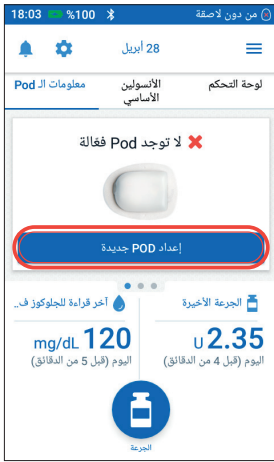 من دون لاصقة %100 18:03
28 أبريل
لوحة التحكم
الأنسولين الأساسي
معلومات الـ Pod
لا توجد Pod فعّالة
إعداد POD جديدة
الجرعة الأخيرة
2.35 U
اليوم (قبل 4 من الدقائق)
آخر قراءة للجلوكوز ف..
120 mg/dL
اليوم (قبل 5 من الدقائق)
الجرعة